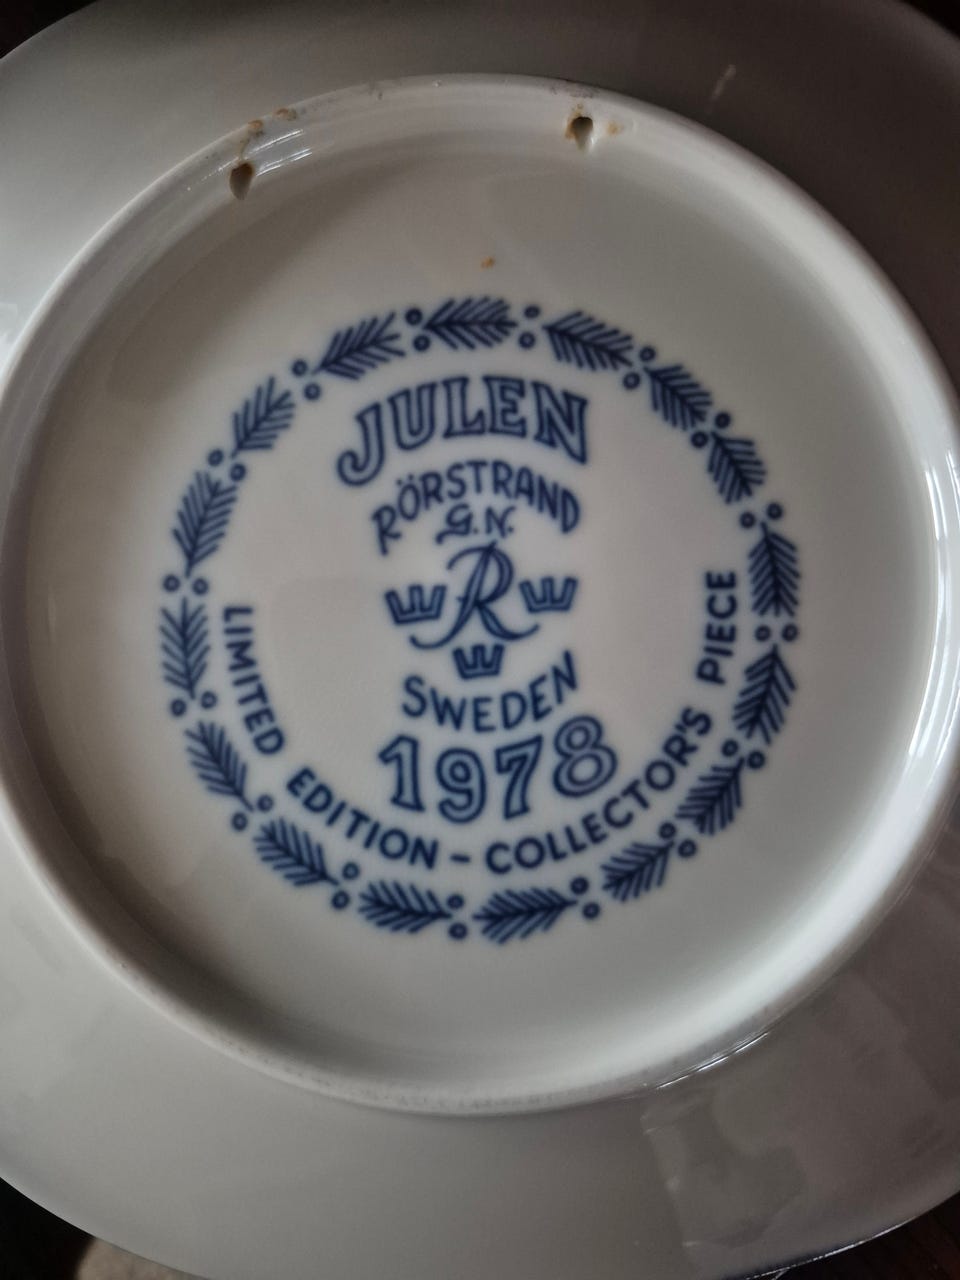 JULEN
RÖRSTRAND
G.N.
R
SWEDEN
1978
LIMITED EDITION - COLLECTOR'S PIECE